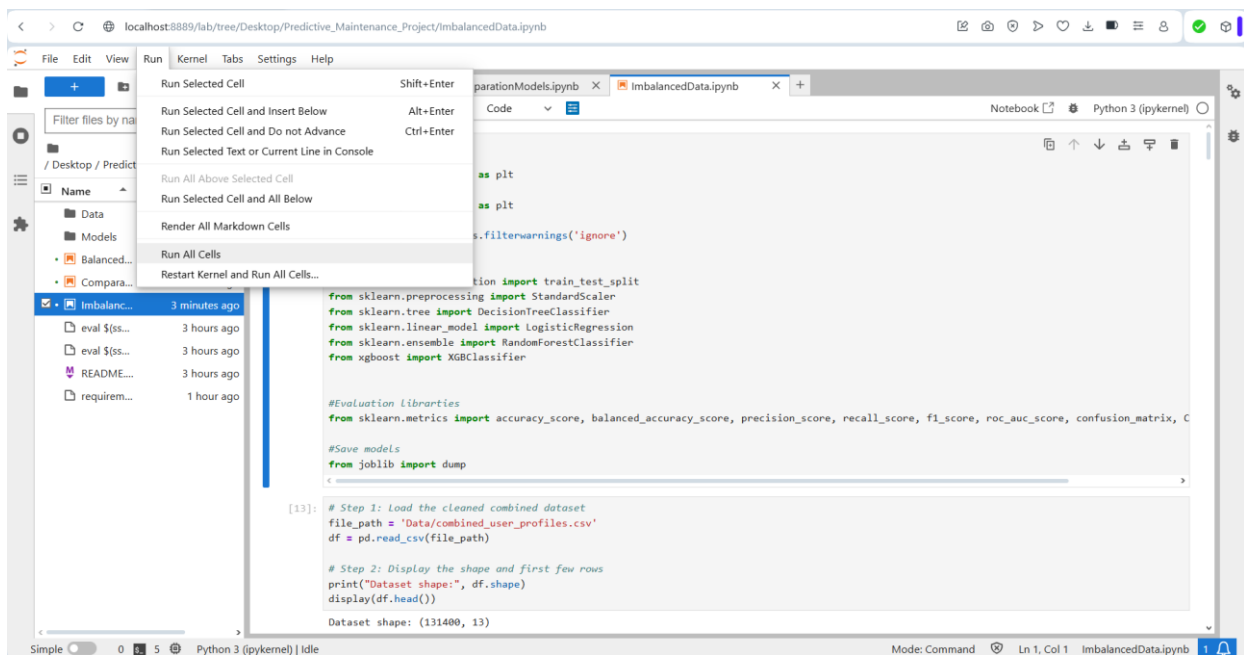 localhost:8889/lab/tree/Desktop/Predictive_Maintenance_Project/ImbalancedData.ipynb
File Edit View Run Kernel Tabs Settings Help
Run Selected Cell Shift+Enter
Run Selected Cell and Insert Below Alt+Enter
Run Selected Cell and Do not Advance Ctrl+Enter
Run Selected Text or Current Line in Console
Run All Above Selected Cell
Run Selected Cell and All Below
Render All Markdown Cells
Run All Cells
Restart Kernel and Run All Cells...
+
Filter files by na
/ Desktop / Predict
Name
Data
Models
Balanced...
Compara...
Imbalanc... 3 minutes ago
eval $(ss... 3 hours ago
eval $(ss... 3 hours ago
README.... 3 hours ago
requirem... 1 hour ago
parationModels.ipynb × ImbalancedData.ipynb × +
Code Notebook Python 3 (ipykernel)
as plt
as plt
s.filterwarnings('ignore')
tion import train_test_split
from sklearn.preprocessing import StandardScaler
from sklearn.tree import DecisionTreeClassifier
from sklearn.linear_model import LogisticRegression
from sklearn.ensemble import RandomForestClassifier
from xgboost import XGBClassifier
#Evaluation librarties
from sklearn.metrics import accuracy_score, balanced_accuracy_score, precision_score, recall_score, f1_score, roc_auc_score, confusion_matrix, C
#Save models
from joblib import dump
[13]: # Step 1: Load the cleaned combined dataset
file_path = 'Data/combined_user_profiles.csv'
df = pd.read_csv(file_path)
# Step 2: Display the shape and first few rows
print("Dataset shape:", df.shape)
display(df.head())
Dataset shape: (131400, 13)
Simple 0 5 Python 3 (ipykernel) | Idle Mode: Command Ln 1, Col 1 ImbalancedData.ipynb 1